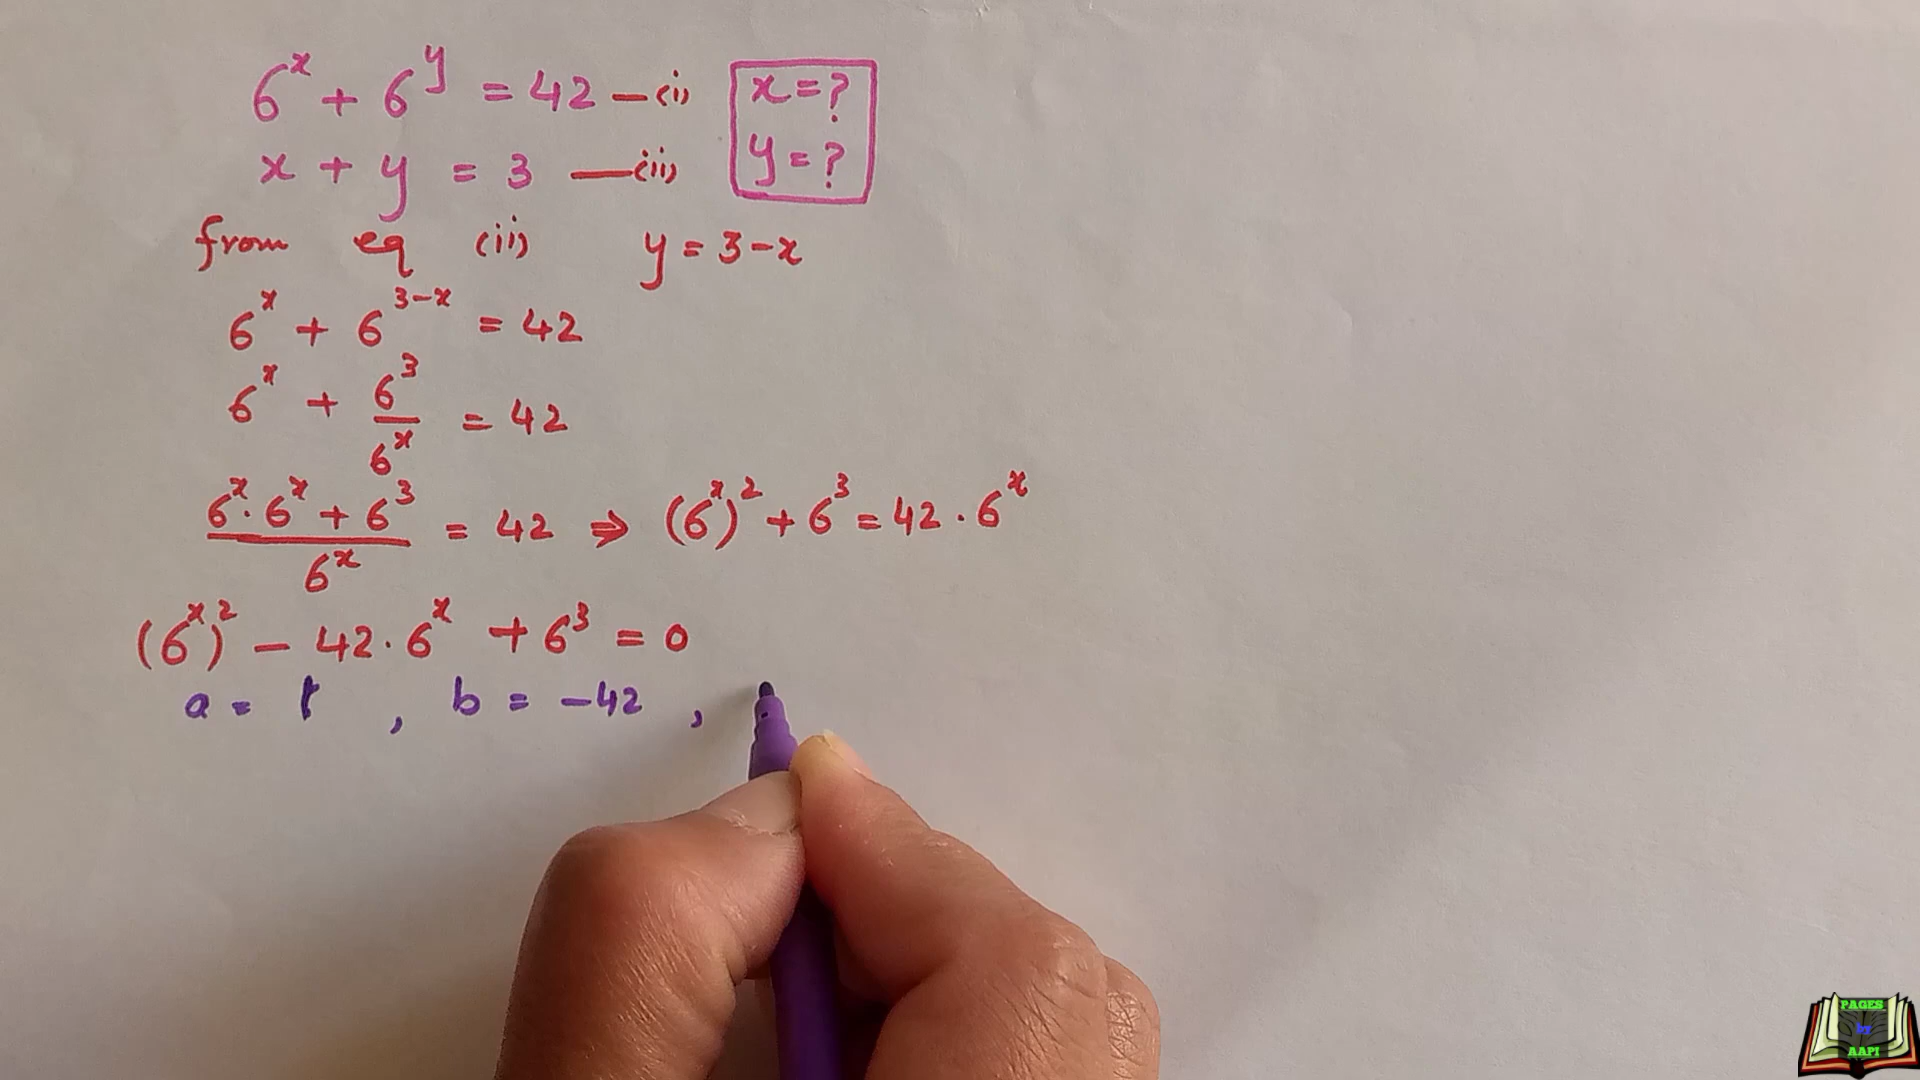 6^x + 6^y = 42 —(i)
x + y = 3 —(ii)
x = ?
y = ?
from eq (ii) y = 3-x
6^x + 6^(3-x) = 42
6^x + 6^3/6^x = 42
(6^x · 6^x + 6^3)/6^x = 42 ⇒ (6^x)^2 + 6^3 = 42 · 6^x
(6^x)^2 - 42 · 6^x + 6^3 = 0
a = 1 , b = -42 ,
PAGES
by
AAPI